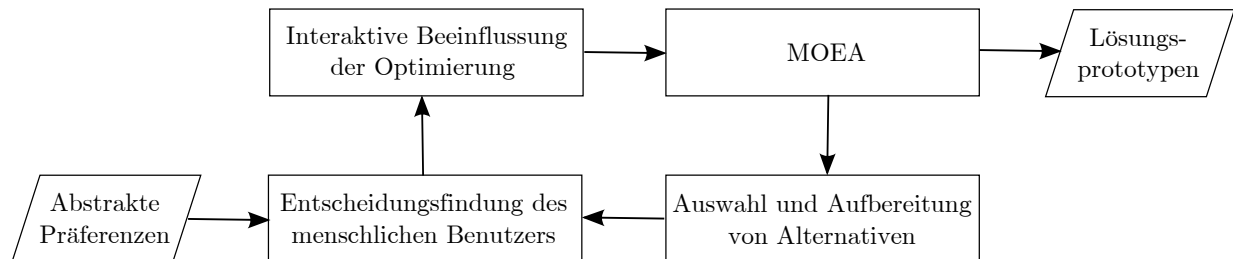 Interaktive Beeinflussung
der Optimierung
MOEA
Lösungs-
prototypen
Abstrakte
Präferenzen
Entscheidungsfindung des
menschlichen Benutzers
Auswahl und Aufbereitung
von Alternativen